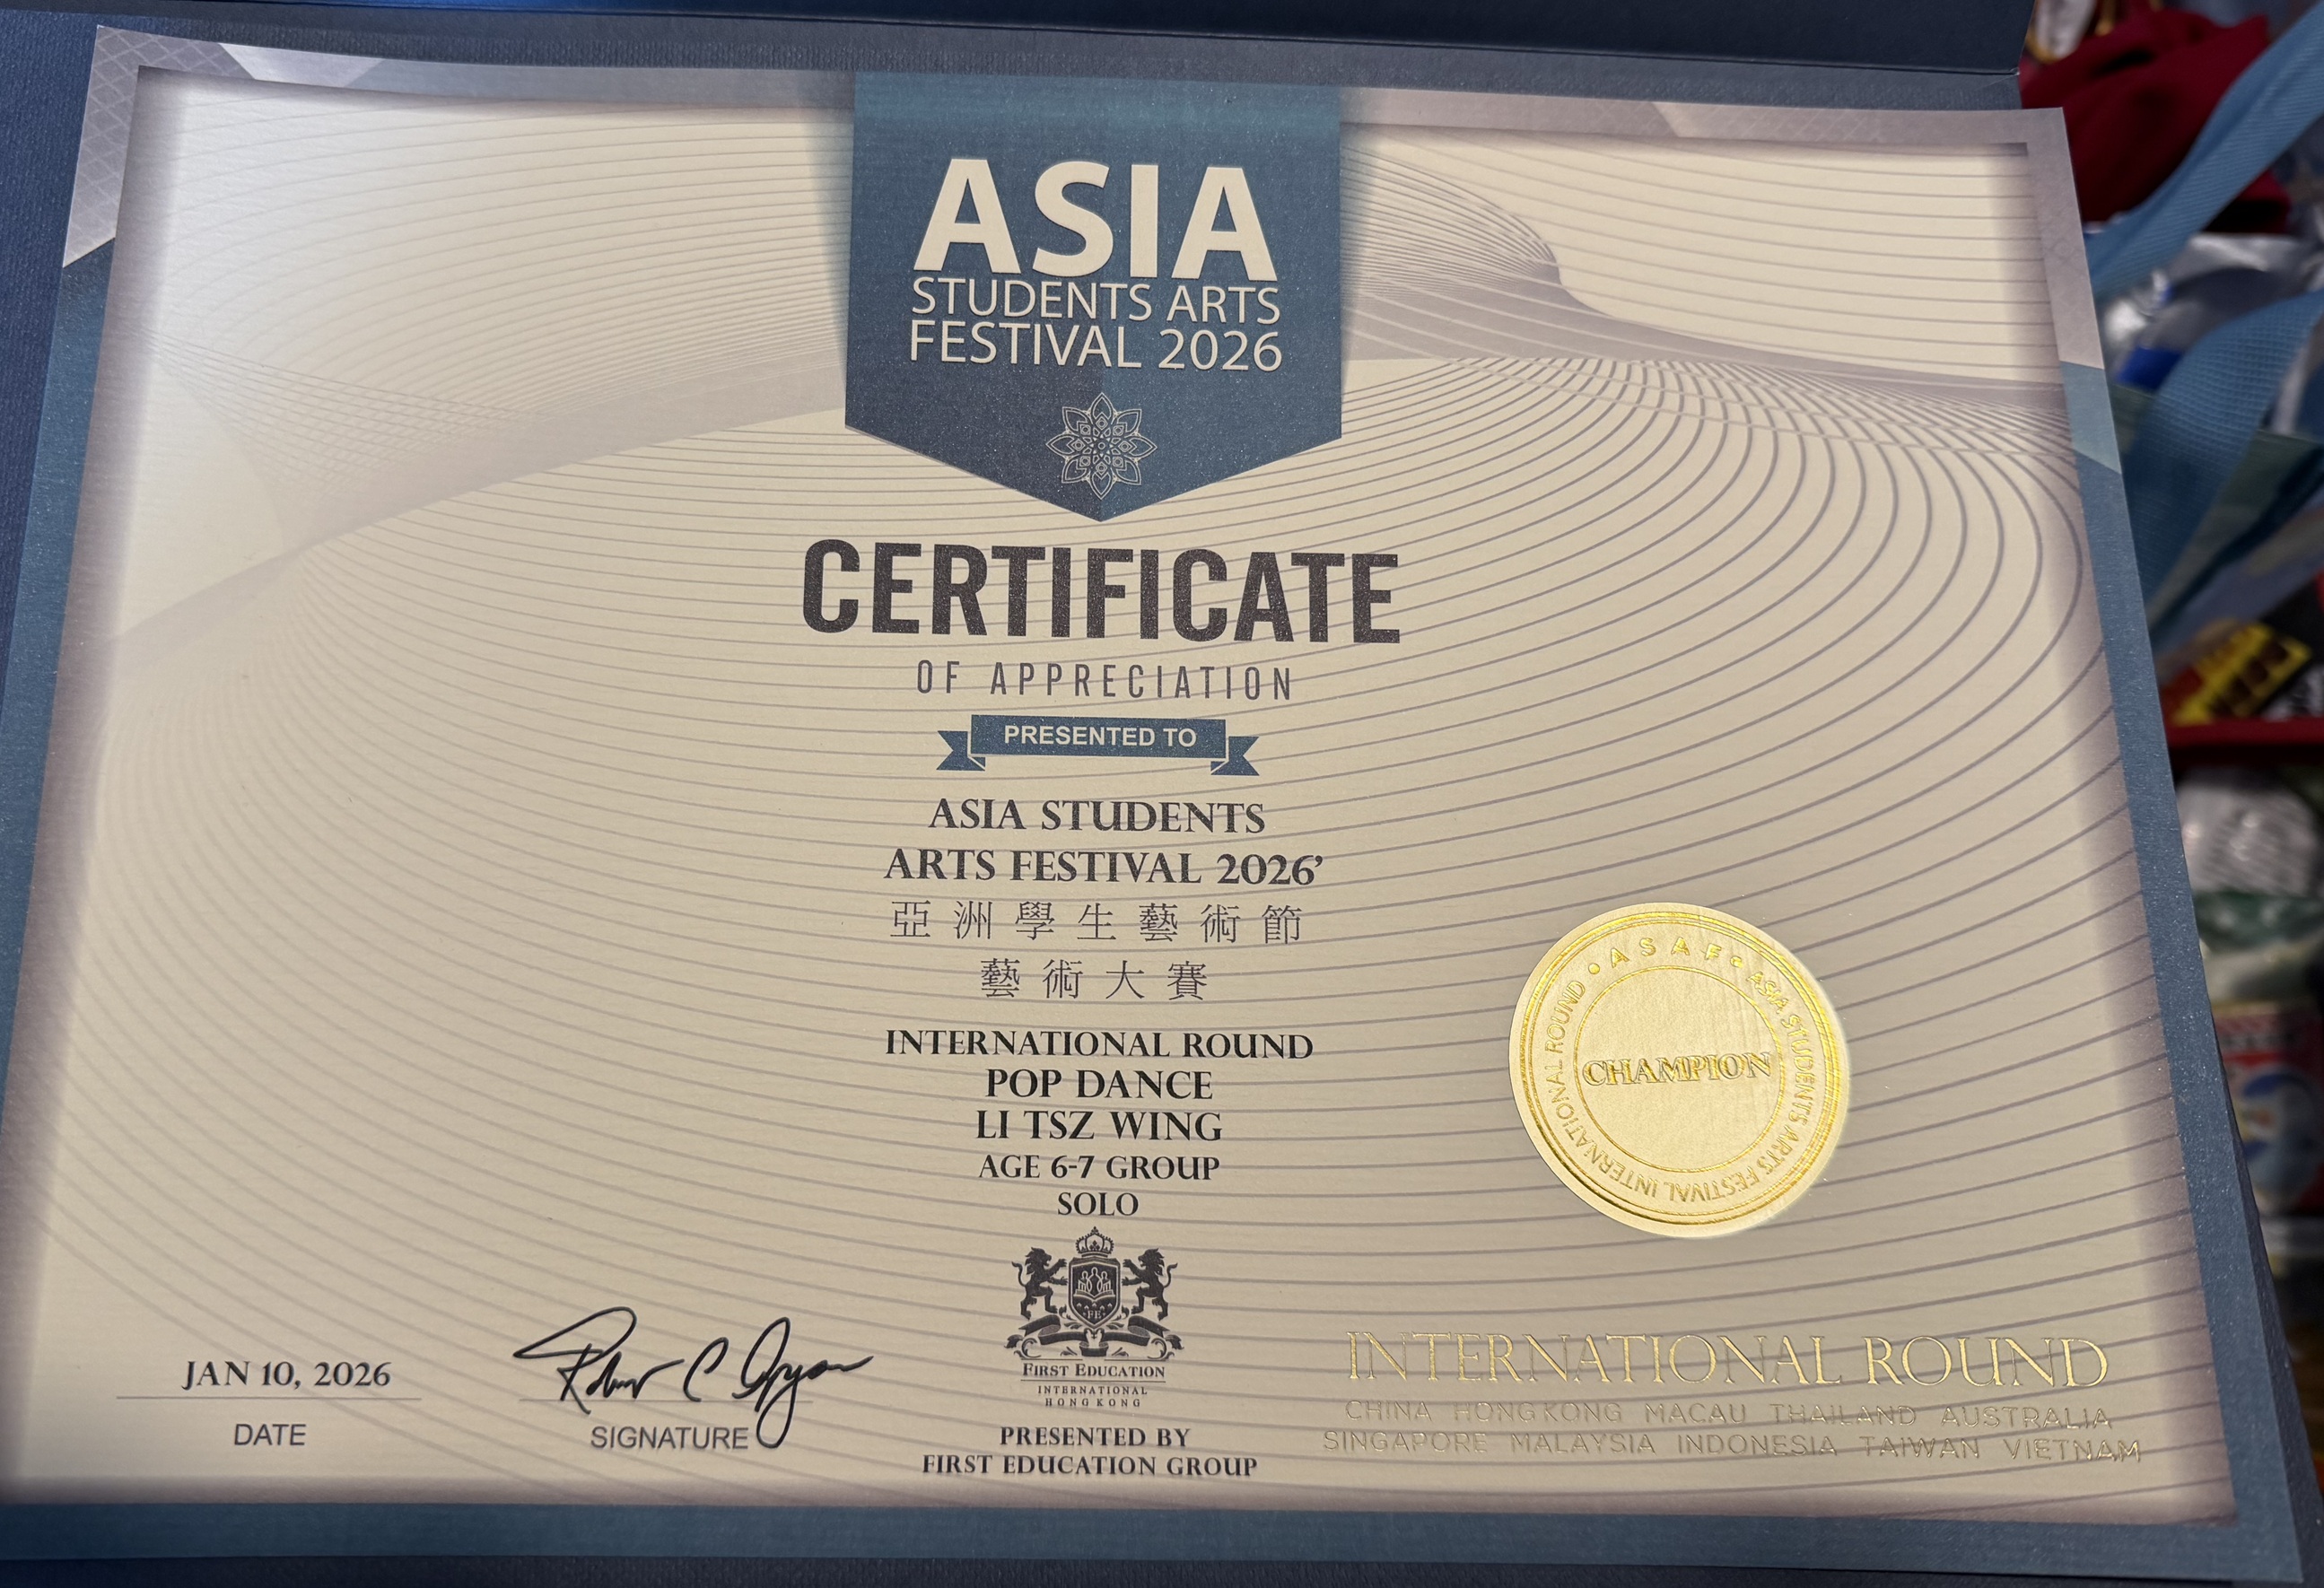 ASIA
STUDENTS ARTS
FESTIVAL 2026
CERTIFICATE
OF APPRECIATION
PRESENTED TO
ASIA STUDENTS
ARTS FESTIVAL 2026’
亞洲學生藝術節
藝術大賽
INTERNATIONAL ROUND
POP DANCE
LI TSZ WING
AGE 6-7 GROUP
SOLO
• ASAF • ASIA STUDENTS ARTS FESTIVAL INTERNATIONAL ROUND
CHAMPION
JAN 10, 2026
DATE
SIGNATURE
FE
FIRST EDUCATION
INTERNATIONAL
HONG KONG
PRESENTED BY
FIRST EDUCATION GROUP
INTERNATIONAL ROUND
CHINA HONG KONG MACAU THAILAND AUSTRALIA
SINGAPORE MALAYSIA INDONESIA TAIWAN VIETNAM